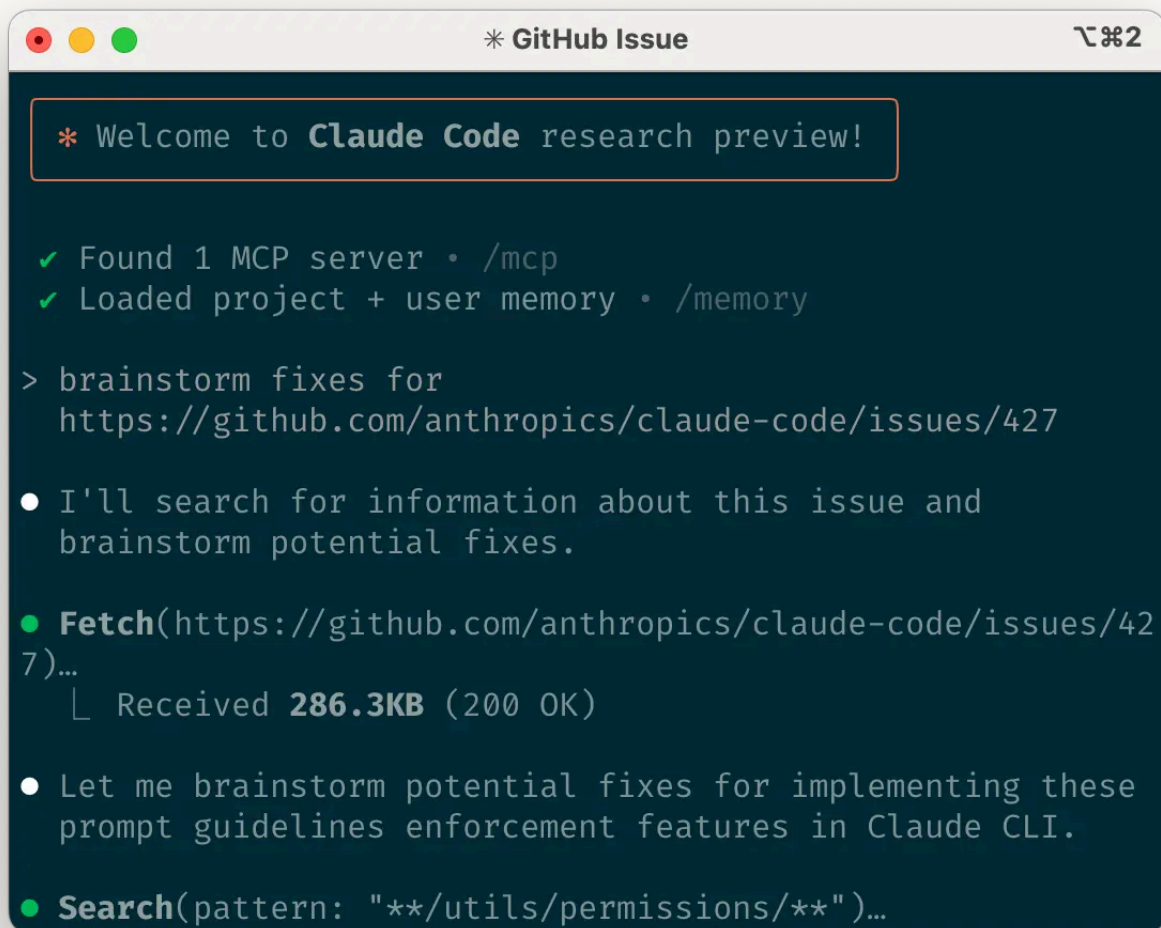 ✳ GitHub Issue ⌥⌘2
* Welcome to Claude Code research preview!
✔ Found 1 MCP server • /mcp
✔ Loaded project + user memory • /memory
> brainstorm fixes for
https://github.com/anthropics/claude-code/issues/427
● I'll search for information about this issue and
brainstorm potential fixes.
● Fetch(https://github.com/anthropics/claude-code/issues/42
7)…
⎿ Received 286.3KB (200 OK)
● Let me brainstorm potential fixes for implementing these
prompt guidelines enforcement features in Claude CLI.
● Search(pattern: "**/utils/permissions/**")…